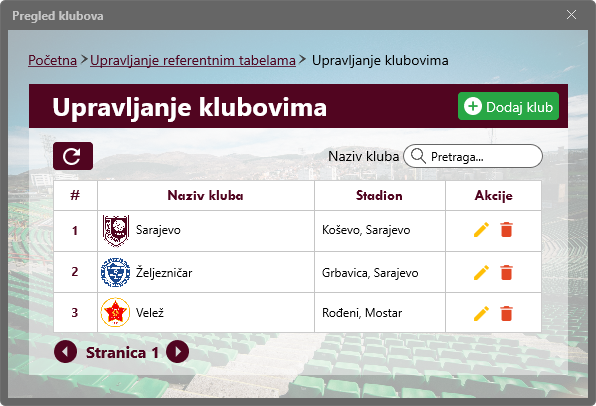 Pregled klubova
Početna > Upravljanje referentnim tabelama > Upravljanje klubovima
Upravljanje klubovima
Dodaj klub
Naziv kluba Pretraga...
# Naziv kluba Stadion Akcije
1 Sarajevo Koševo, Sarajevo
2 Željezničar Grbavica, Sarajevo
3 Velež Rođeni, Mostar
Stranica 1